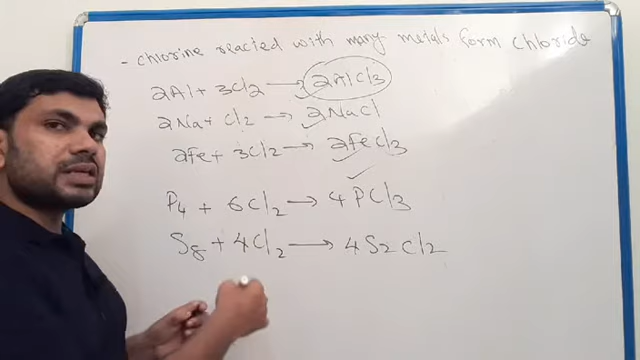 - chlorine reacted with many metals form chloride
2Al + 3Cl2 → 2AlCl3
2Na + Cl2 → 2NaCl
2Fe + 3Cl2 → 2FeCl3
P4 + 6Cl2 → 4PCl3
S8 + 4Cl2 → 4S2Cl2